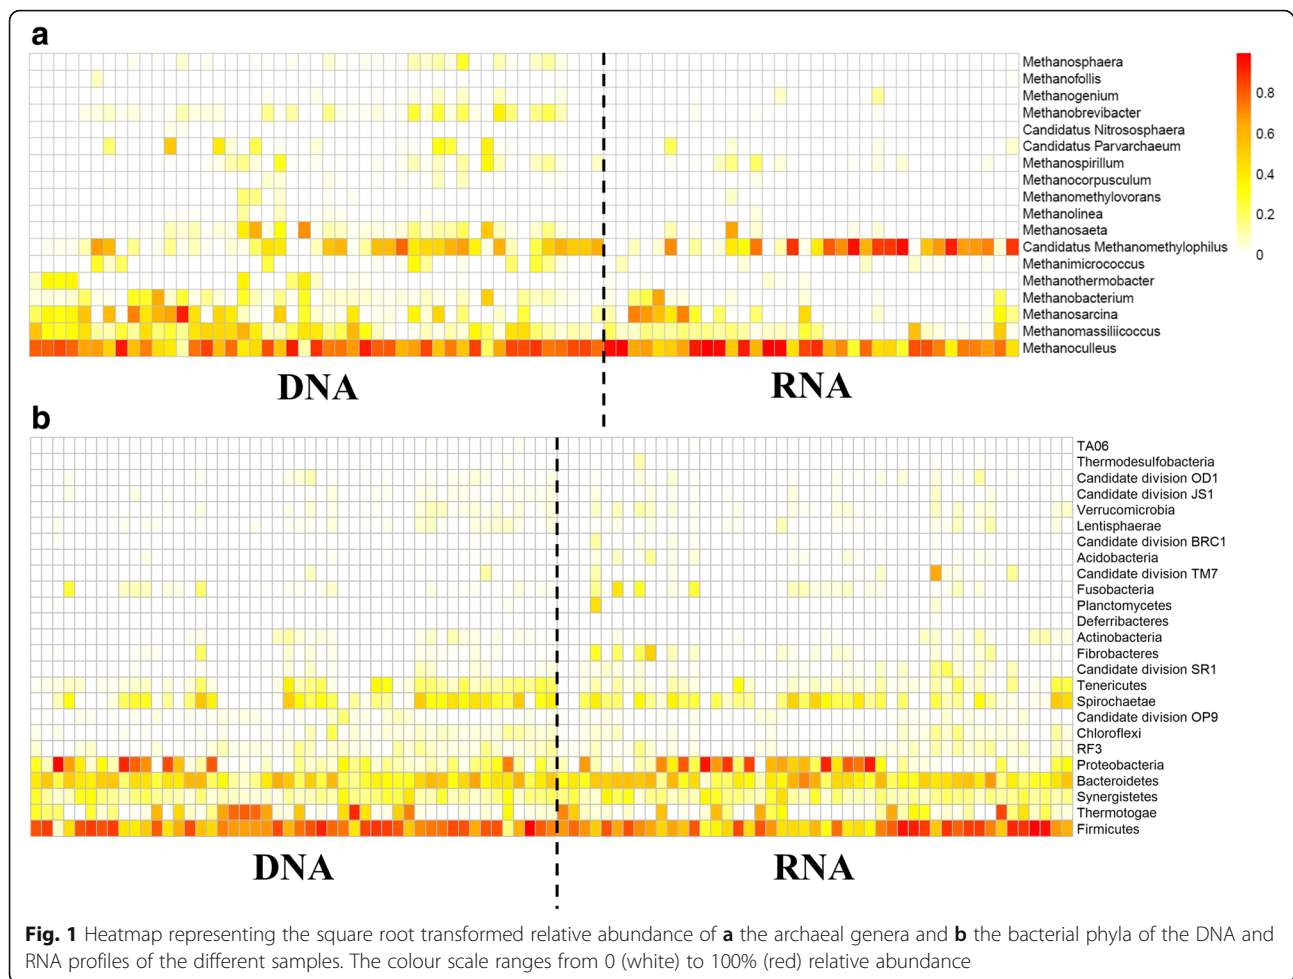 a
Methanosphaera
Methanofollis
Methanogenium
Methanobrevibacter
Candidatus Nitrososphaera
Candidatus Parvarchaeum
Methanospirillum
Methanocorpusculum
Methanomethylovorans
Methanolinea
Methanosaeta
Candidatus Methanomethylophilus
Methanimicrococcus
Methanothermobacter
Methanobacterium
Methanosarcina
Methanomassiliicoccus
Methanoculleus
0.8
0.6
0.4
0.2
0
DNA RNA
b
TA06
Thermodesulfobacteria
Candidate division OD1
Candidate division JS1
Verrucomicrobia
Lentisphaerae
Candidate division BRC1
Acidobacteria
Candidate division TM7
Fusobacteria
Planctomycetes
Deferribacteres
Actinobacteria
Fibrobacteres
Candidate division SR1
Tenericutes
Spirochaetae
Candidate division OP9
Chloroflexi
RF3
Proteobacteria
Bacteroidetes
Synergistetes
Thermotogae
Firmicutes
DNA RNA
Fig. 1 Heatmap representing the square root transformed relative abundance of a the archaeal genera and b the bacterial phyla of the DNA and
RNA profiles of the different samples. The colour scale ranges from 0 (white) to 100% (red) relative abundance